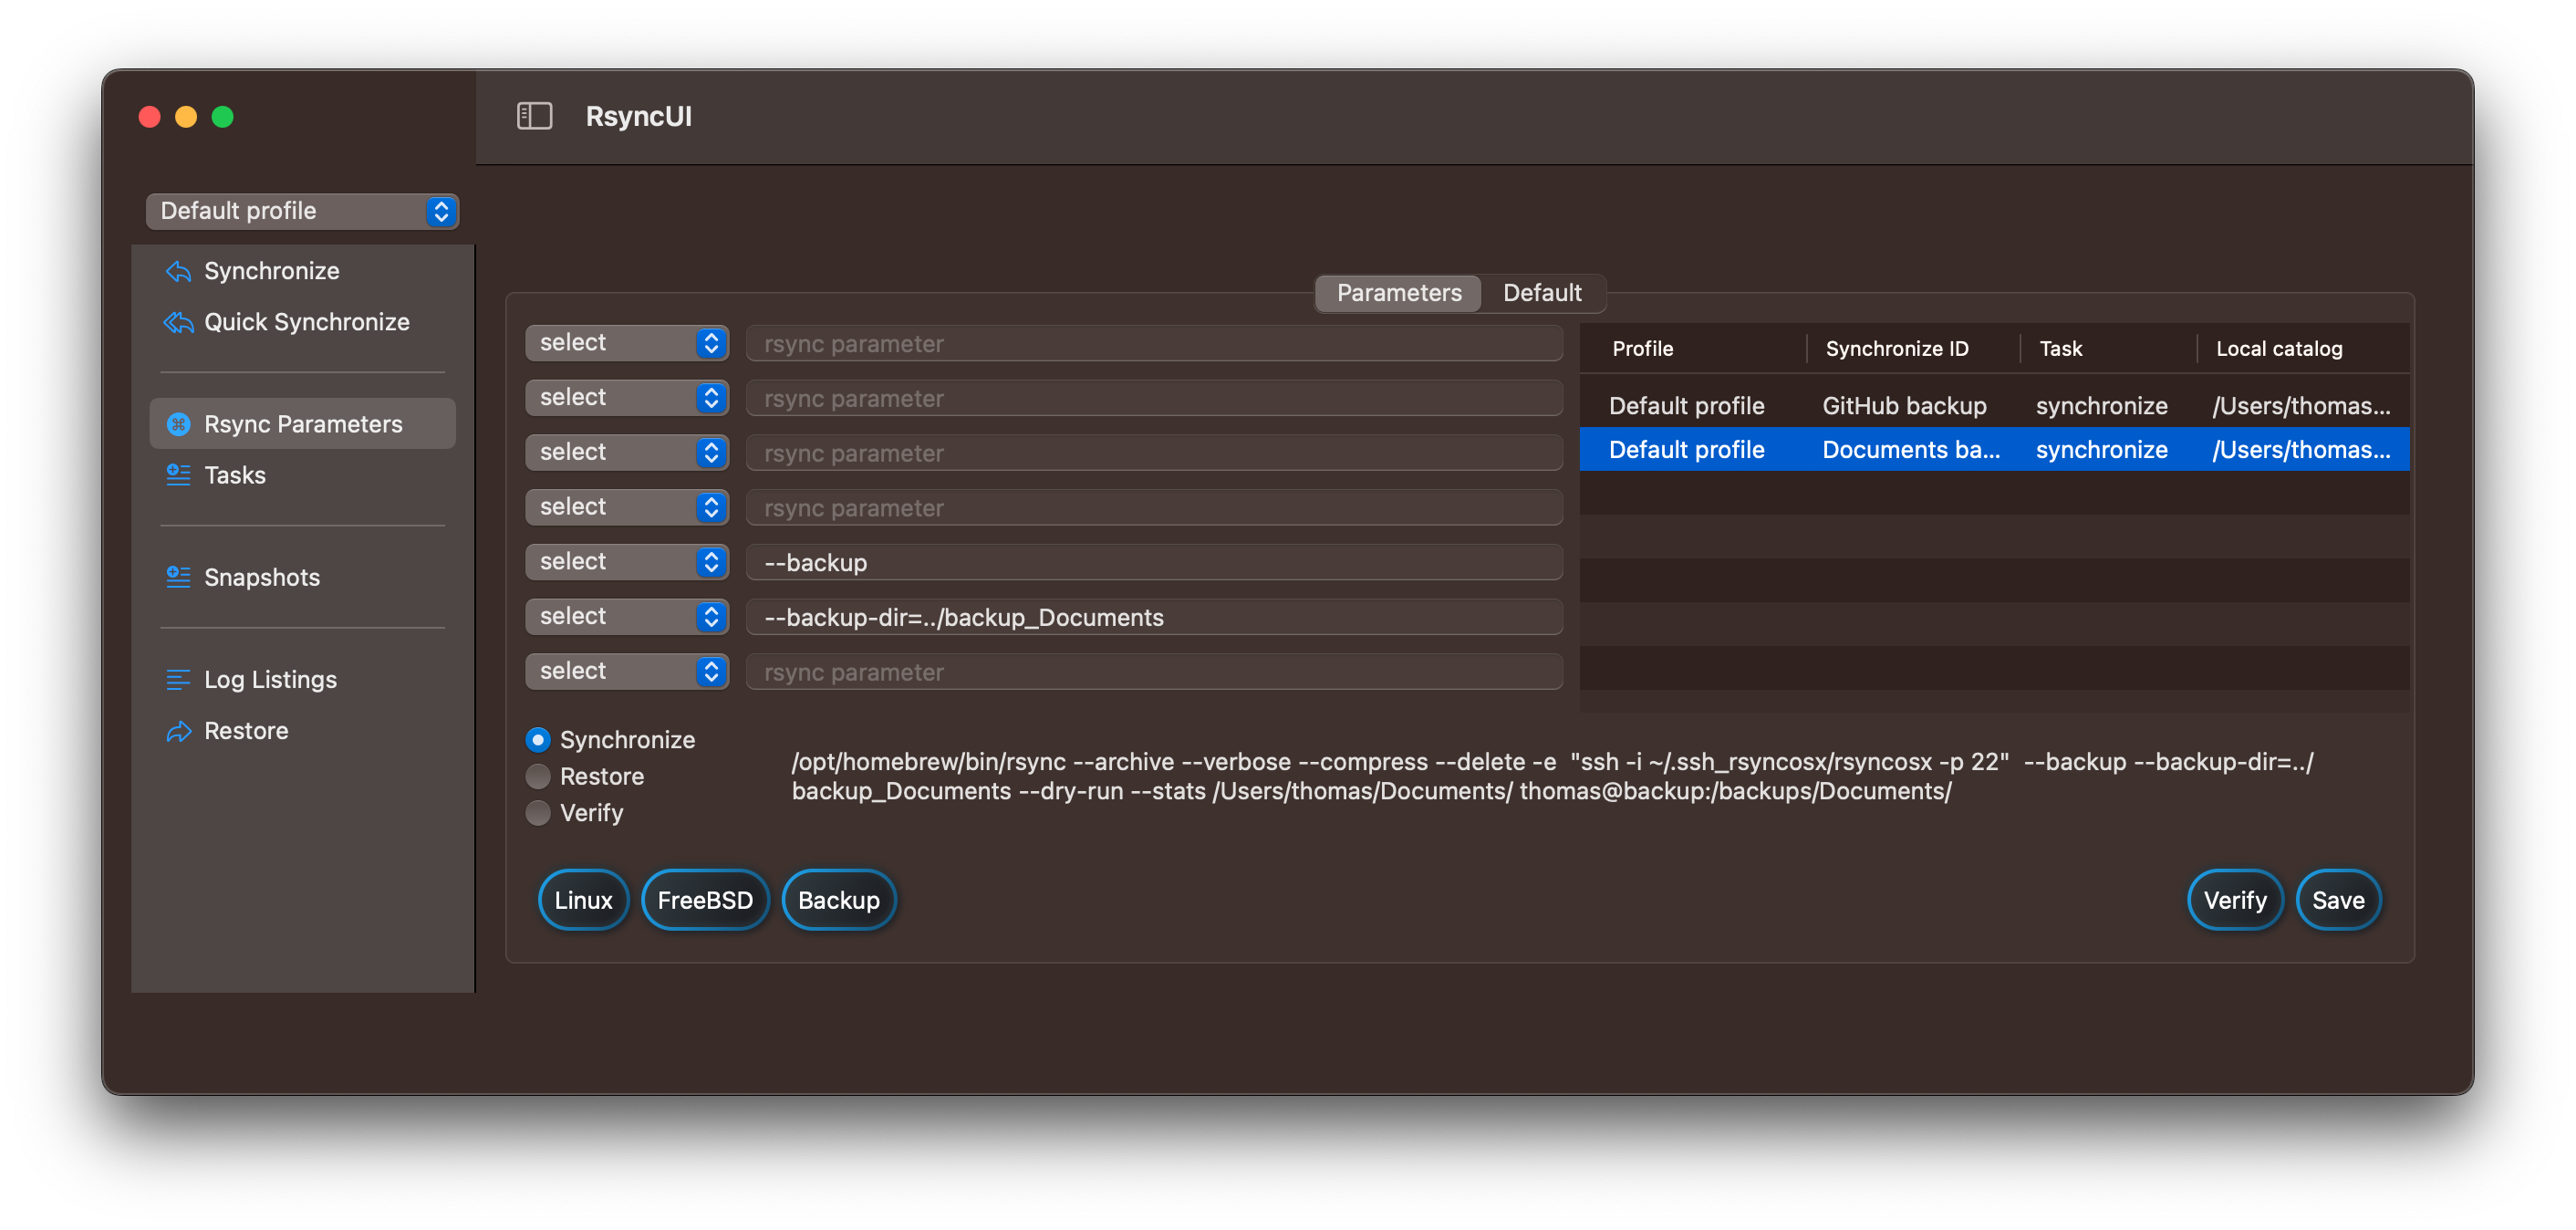 RsyncUI
Default profile
Synchronize
Quick Synchronize
Rsync Parameters
Tasks
Snapshots
Log Listings
Restore
Parameters Default
select rsync parameter
select rsync parameter
select rsync parameter
select rsync parameter
select --backup
select --backup-dir=../backup_Documents
select rsync parameter
Profile Synchronize ID Task Local catalog
Default profile GitHub backup synchronize /Users/thomas...
Default profile Documents ba... synchronize /Users/thomas...
Synchronize
Restore
Verify
/opt/homebrew/bin/rsync --archive --verbose --compress --delete -e  "ssh -i ~/.ssh_rsyncosx/rsyncosx -p 22"  --backup --backup-dir=../
backup_Documents --dry-run --stats /Users/thomas/Documents/ thomas@backup:/backups/Documents/
Linux FreeBSD Backup
Verify Save